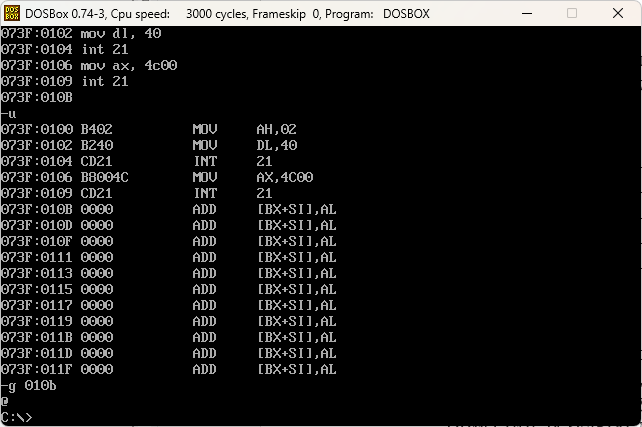 DOSBox 0.74-3, Cpu speed: 3000 cycles, Frameskip 0, Program: DOSBOX
073F:0102 mov dl, 40
073F:0104 int 21
073F:0106 mov ax, 4c00
073F:0109 int 21
073F:010B
-u
073F:0100 B402 MOV AH,02
073F:0102 B240 MOV DL,40
073F:0104 CD21 INT 21
073F:0106 B8004C MOV AX,4C00
073F:0109 CD21 INT 21
073F:010B 0000 ADD [BX+SI],AL
073F:010D 0000 ADD [BX+SI],AL
073F:010F 0000 ADD [BX+SI],AL
073F:0111 0000 ADD [BX+SI],AL
073F:0113 0000 ADD [BX+SI],AL
073F:0115 0000 ADD [BX+SI],AL
073F:0117 0000 ADD [BX+SI],AL
073F:0119 0000 ADD [BX+SI],AL
073F:011B 0000 ADD [BX+SI],AL
073F:011D 0000 ADD [BX+SI],AL
073F:011F 0000 ADD [BX+SI],AL
-g 010b
@
C:\>